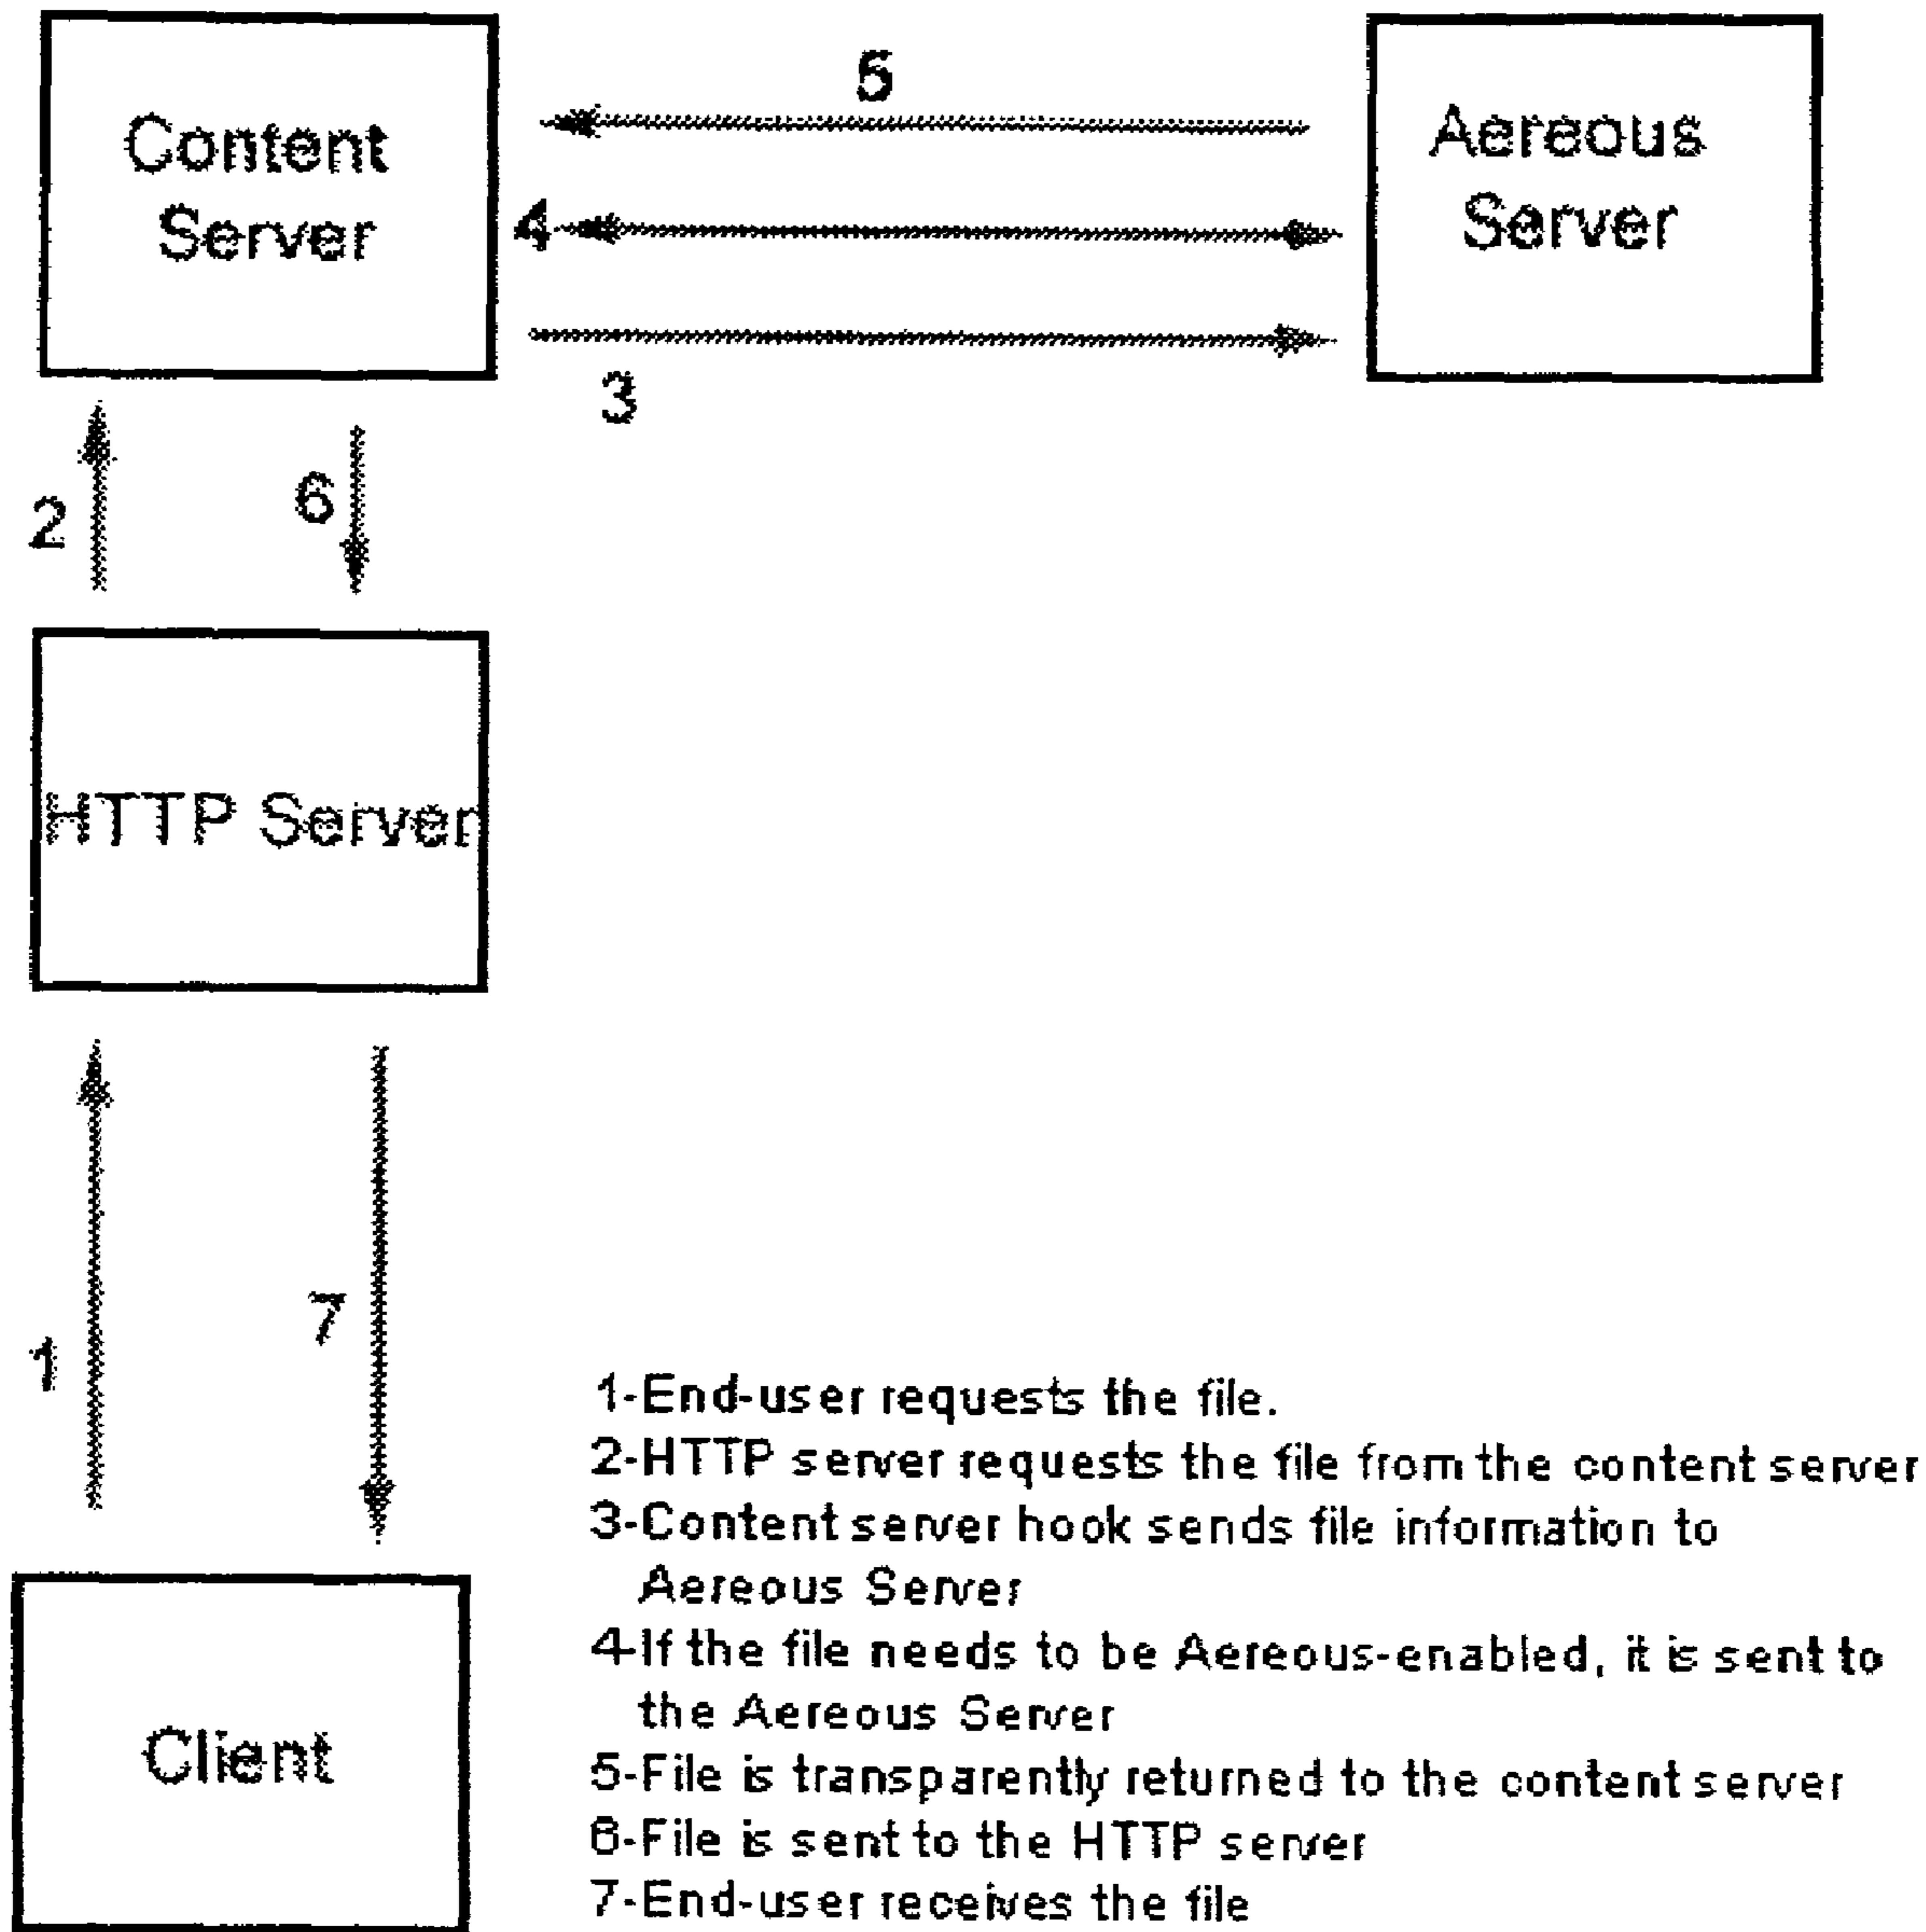 Content
Server
5
4
3
Aereous
Server
2
6
HTTP Server
1
7
Client
1-End-user requests the file.
2-HTTP server requests the file from the content server
3-Content server hook sends file information to
Aereous Server
4-If the file needs to be Aereous-enabled, it is sent to
the Aereous Server
5-File is transparently returned to the content server
6-File is sent to the HTTP server
7-End-user receives the file